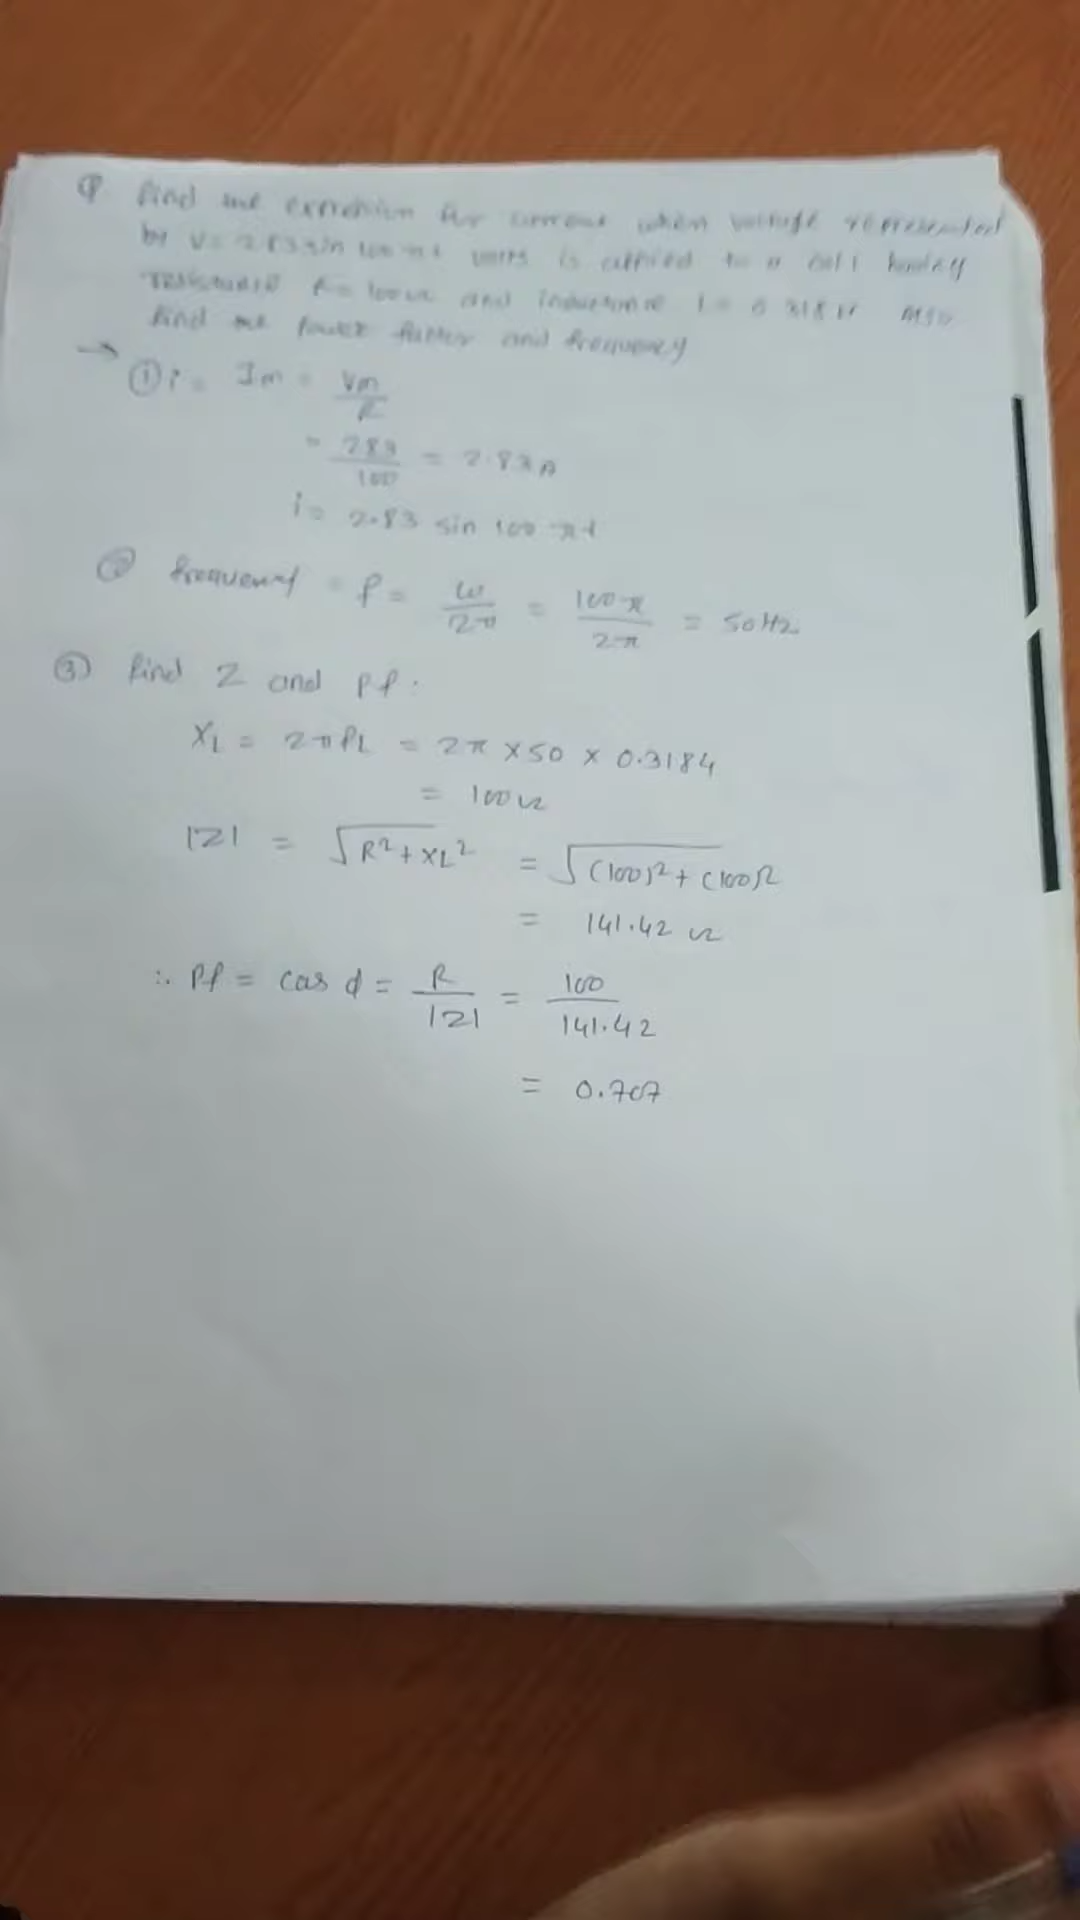 Q find the expression for current when voltage represented
by V = 283 sin 100 πt volts is applied to a coil having
resistance R = 100Ω and inductance L = 0.318 H
find the power factor and frequency
→
① i = Im = Vm / R
= 283 / 100 = 2.83 A
i = 2.83 sin 100 πt
② frequency = f = ω / 2π = 100π / 2π = 50Hz
③ find Z and pf.
XL = 2πfL = 2π × 50 × 0.3184
= 100Ω
|Z| = √R² + XL² = √(100)² + (100)2
= 141.42 Ω
∴ Pf = cos ϕ = R / |Z| = 100 / 141.42
= 0.707